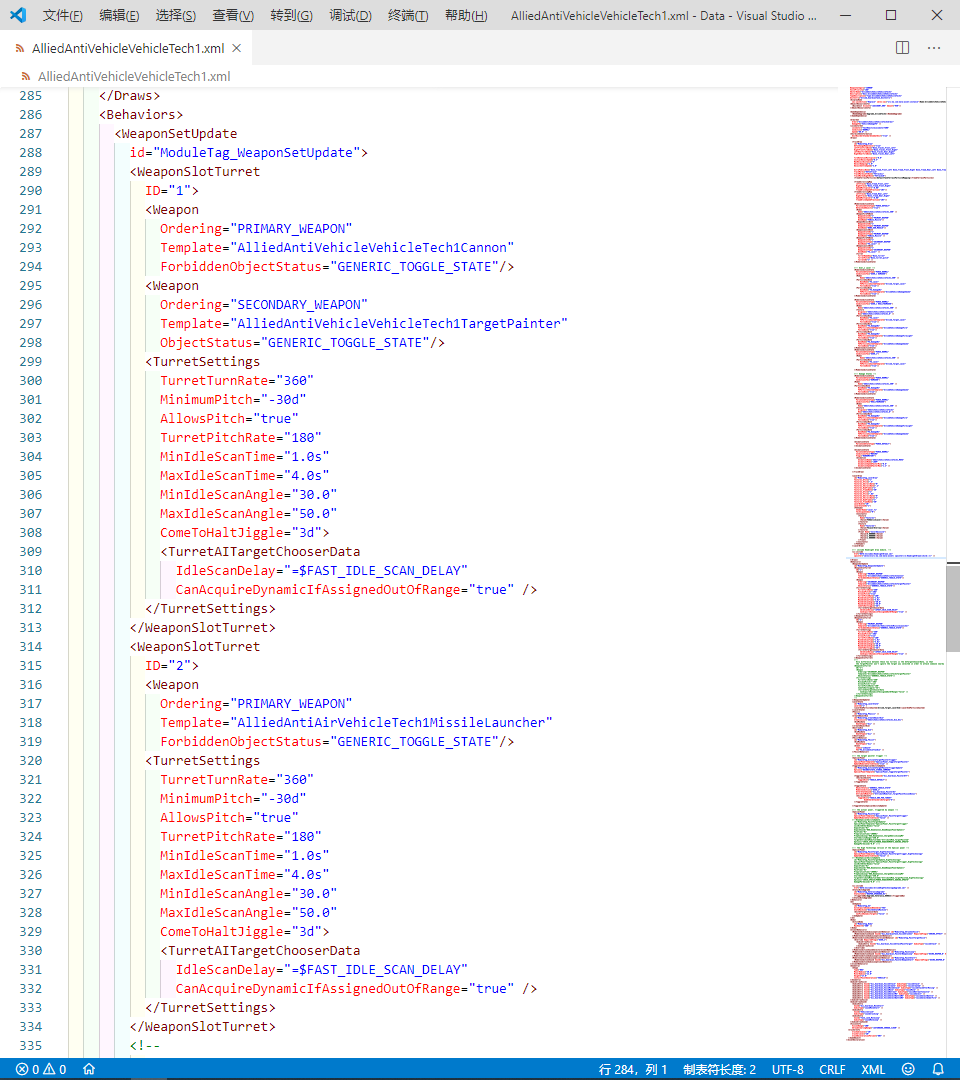 文件(F) 编辑(E) 选择(S) 查看(V) 转到(G) 调试(D) 终端(T) 帮助(H) AlliedAntiVehicleVehicleTech1.xml - Data - Visual Studio ...
AlliedAntiVehicleVehicleTech1.xml
AlliedAntiVehicleVehicleTech1.xml
285 </Draws>
286 <Behaviors>
287 <WeaponSetUpdate
288 id="ModuleTag_WeaponSetUpdate">
289 <WeaponSlotTurret
290 ID="1">
291 <Weapon
292 Ordering="PRIMARY_WEAPON"
293 Template="AlliedAntiVehicleVehicleTech1Cannon"
294 ForbiddenObjectStatus="GENERIC_TOGGLE_STATE"/>
295 <Weapon
296 Ordering="SECONDARY_WEAPON"
297 Template="AlliedAntiVehicleVehicleTech1TargetPainter"
298 ObjectStatus="GENERIC_TOGGLE_STATE"/>
299 <TurretSettings
300 TurretTurnRate="360"
301 MinimumPitch="-30d"
302 AllowsPitch="true"
303 TurretPitchRate="180"
304 MinIdleScanTime="1.0s"
305 MaxIdleScanTime="4.0s"
306 MinIdleScanAngle="30.0"
307 MaxIdleScanAngle="50.0"
308 ComeToHaltJiggle="3d">
309 <TurretAITargetChooserData
310 IdleScanDelay="=$FAST_IDLE_SCAN_DELAY"
311 CanAcquireDynamicIfAssignedOutOfRange="true" />
312 </TurretSettings>
313 </WeaponSlotTurret>
314 <WeaponSlotTurret
315 ID="2">
316 <Weapon
317 Ordering="PRIMARY_WEAPON"
318 Template="AlliedAntiAirVehicleTech1MissileLauncher"
319 ForbiddenObjectStatus="GENERIC_TOGGLE_STATE"/>
320 <TurretSettings
321 TurretTurnRate="360"
322 MinimumPitch="-30d"
323 AllowsPitch="true"
324 TurretPitchRate="180"
325 MinIdleScanTime="1.0s"
326 MaxIdleScanTime="4.0s"
327 MinIdleScanAngle="30.0"
328 MaxIdleScanAngle="50.0"
329 ComeToHaltJiggle="3d">
330 <TurretAITargetChooserData
331 IdleScanDelay="=$FAST_IDLE_SCAN_DELAY"
332 CanAcquireDynamicIfAssignedOutOfRange="true" />
333 </TurretSettings>
334 </WeaponSlotTurret>
335 <!--
0 0 行 284，列 1 制表符长度: 2 UTF-8 CRLF XML